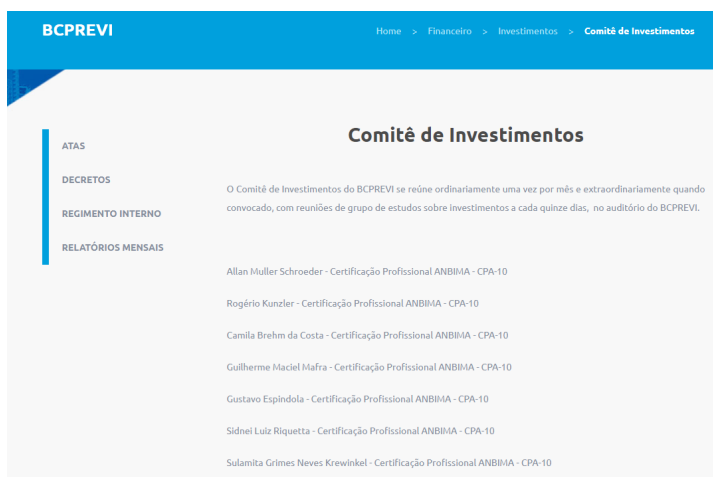 BCPREVI
Home > Financeiro > Investimentos > Comitê de Investimentos
ATAS
DECRETOS
REGIMENTO INTERNO
RELATÓRIOS MENSAIS
Comitê de Investimentos
O Comitê de Investimentos do BCPREVI se reúne ordinariamente uma vez por mês e extraordinariamente quando
convocado, com reuniões de grupo de estudos sobre investimentos a cada quinze dias, no auditório do BCPREVI.
Allan Muller Schroeder - Certificação Profissional ANBIMA - CPA-10
Rogério Kunzler - Certificação Profissional ANBIMA - CPA-10
Camila Brehm da Costa - Certificação Profissional ANBIMA - CPA-10
Guilherme Maciel Mafra - Certificação Profissional ANBIMA - CPA-10
Gustavo Espindola - Certificação Profissional ANBIMA - CPA-10
Sidnei Luiz Riquetta - Certificação Profissional ANBIMA - CPA-10
Sulamita Grimes Neves Krewinkel - Certificação Profissional ANBIMA - CPA-10